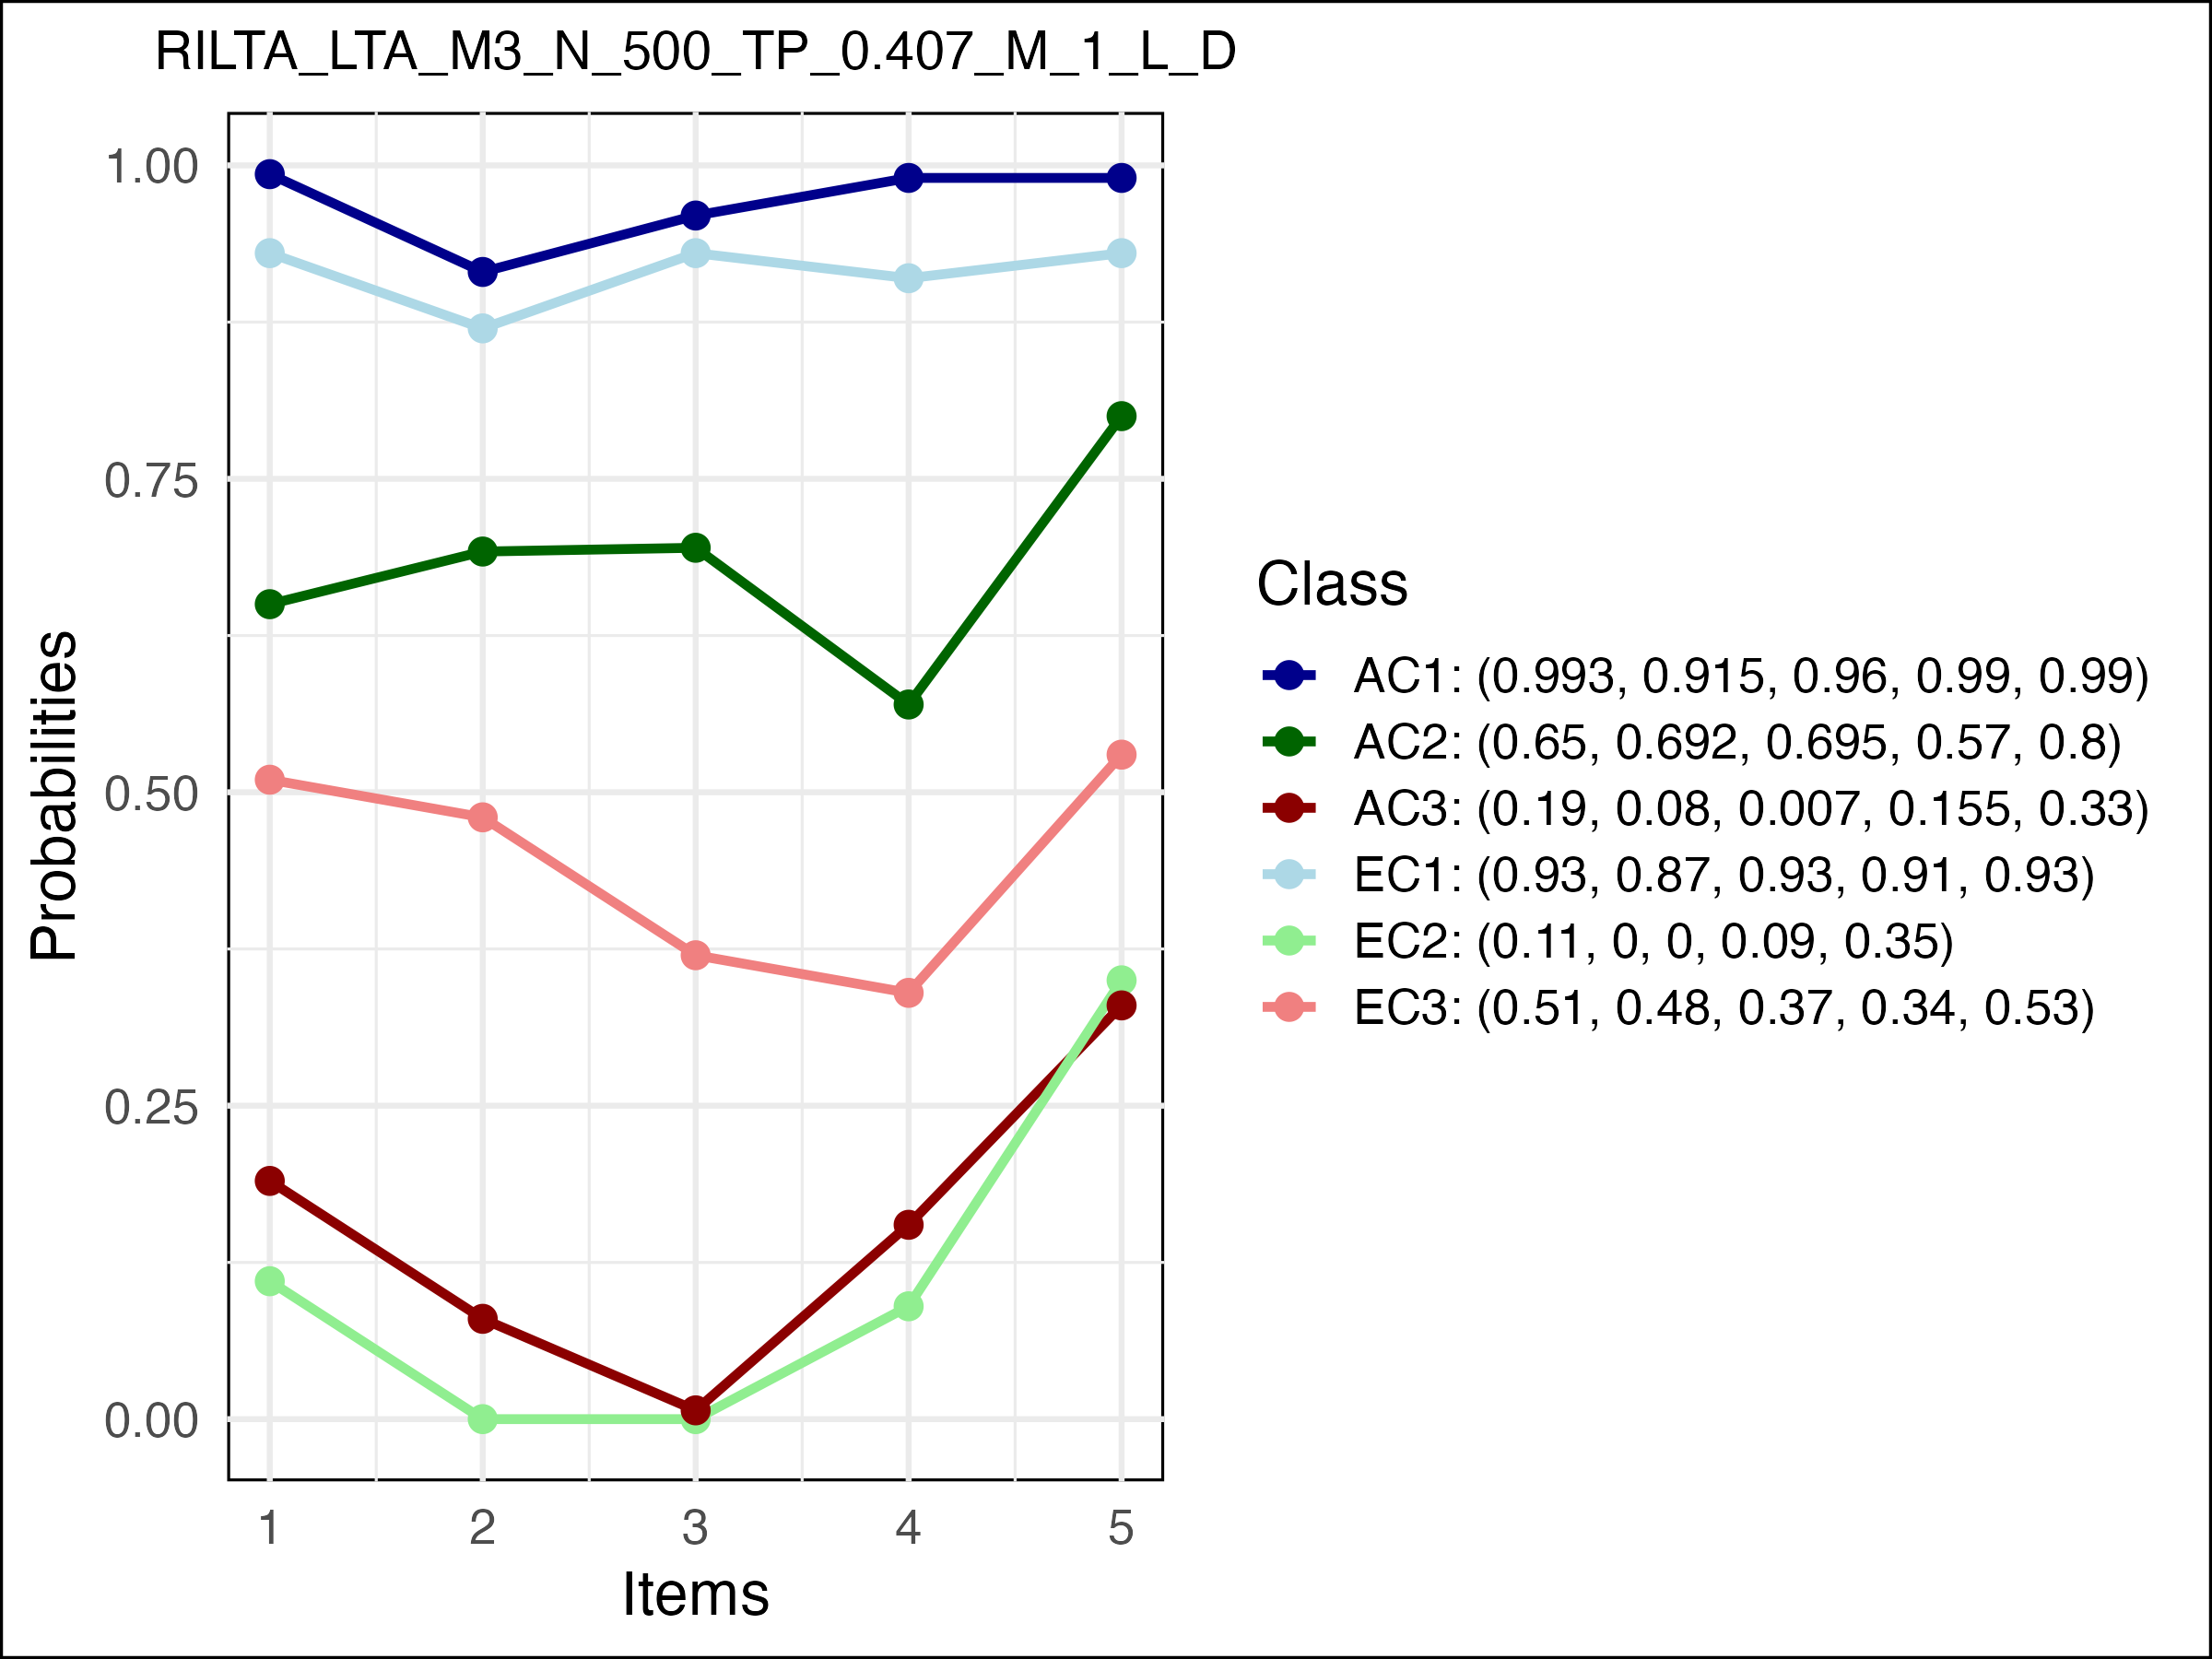 RILTA_LTA_M3_N_500_TP_0.407_M_1_L_D
1.00
0.75
0.50
0.25
0.00
Probabilities
1 2 3 4 5
Items
Class
AC1: (0.993, 0.915, 0.96, 0.99, 0.99)
AC2: (0.65, 0.692, 0.695, 0.57, 0.8)
AC3: (0.19, 0.08, 0.007, 0.155, 0.33)
EC1: (0.93, 0.87, 0.93, 0.91, 0.93)
EC2: (0.11, 0, 0, 0.09, 0.35)
EC3: (0.51, 0.48, 0.37, 0.34, 0.53)